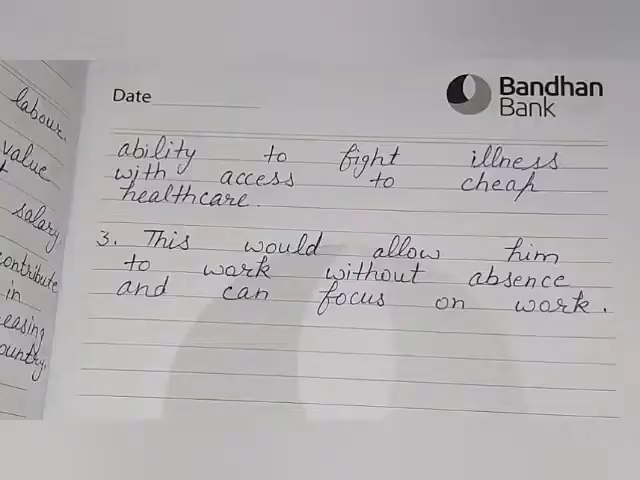 labour.
value
salary.
contribute
in
easing
ountry.
Date
Bandhan
Bank
ability to fight illness
with access to cheap
healthcare.
3. This would allow him
to work without absence
and can focus on work.